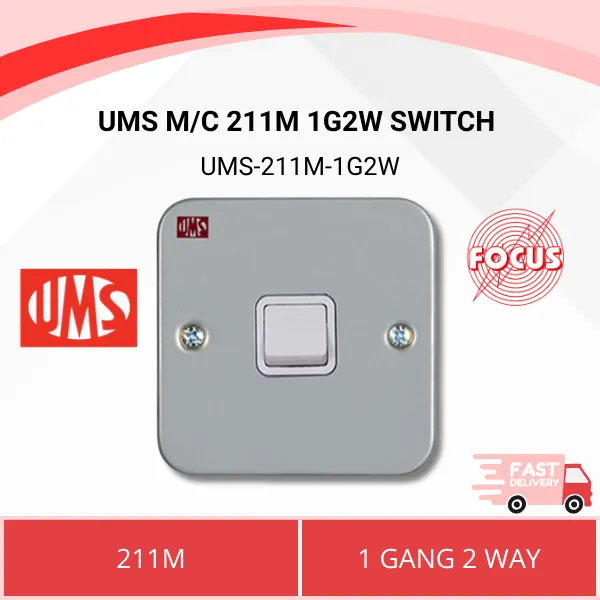 UMS M/C 211M 1G2W SWITCH
UMS-211M-1G2W
UMS
UMS
FOCUS
FAST
DELIVERY
211M
1 GANG 2 WAY